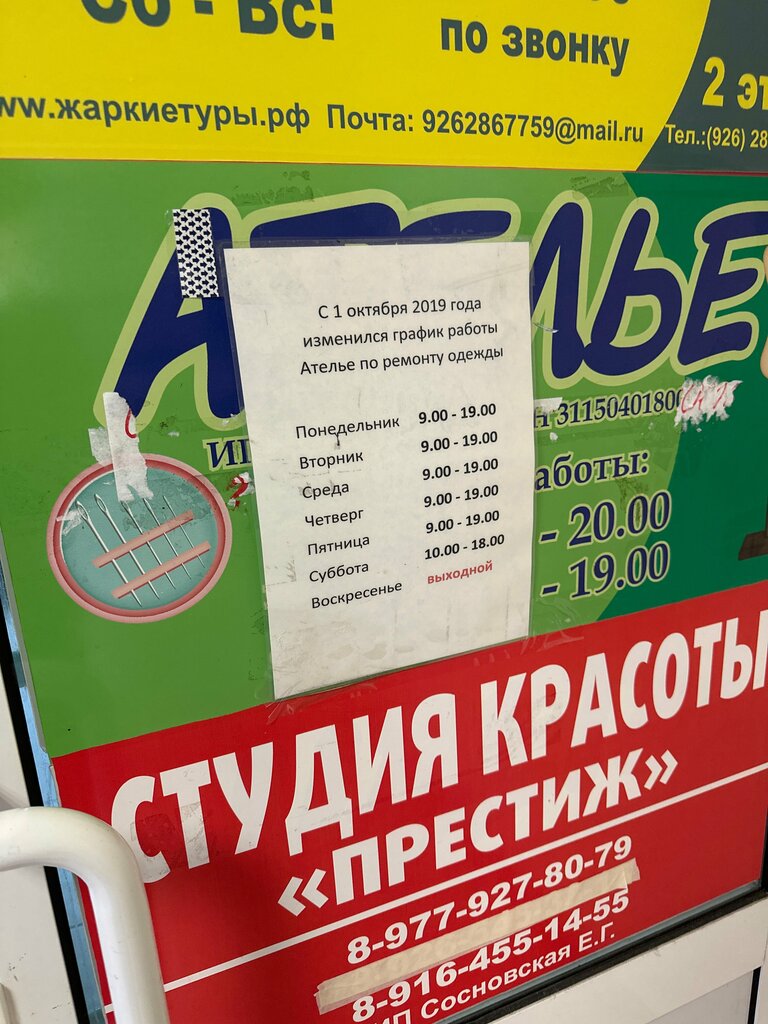 Сб - Вс:
по звонку
ww.жаркиетуры.рф Почта: 9262867759@mail.ru
2 эт
Тел.:(926) 28
АТЕЛЬЕ
С 1 октября 2019 года
изменился график работы
Ателье по ремонту одежды
Понедельник 9.00 - 19.00
Вторник 9.00 - 19.00
Среда 9.00 - 19.00
Четверг 9.00 - 19.00
Пятница 9.00 - 19.00
Суббота 10.00 - 18.00
Воскресенье выходной
ИП
Н 31150401800
аботы:
- 20.00
- 19.00
СТУДИЯ КРАСОТЫ
«ПРЕСТИЖ»
8-977-927-80-79
8-916-455-14-55
ИП Сосновская Е.Г.